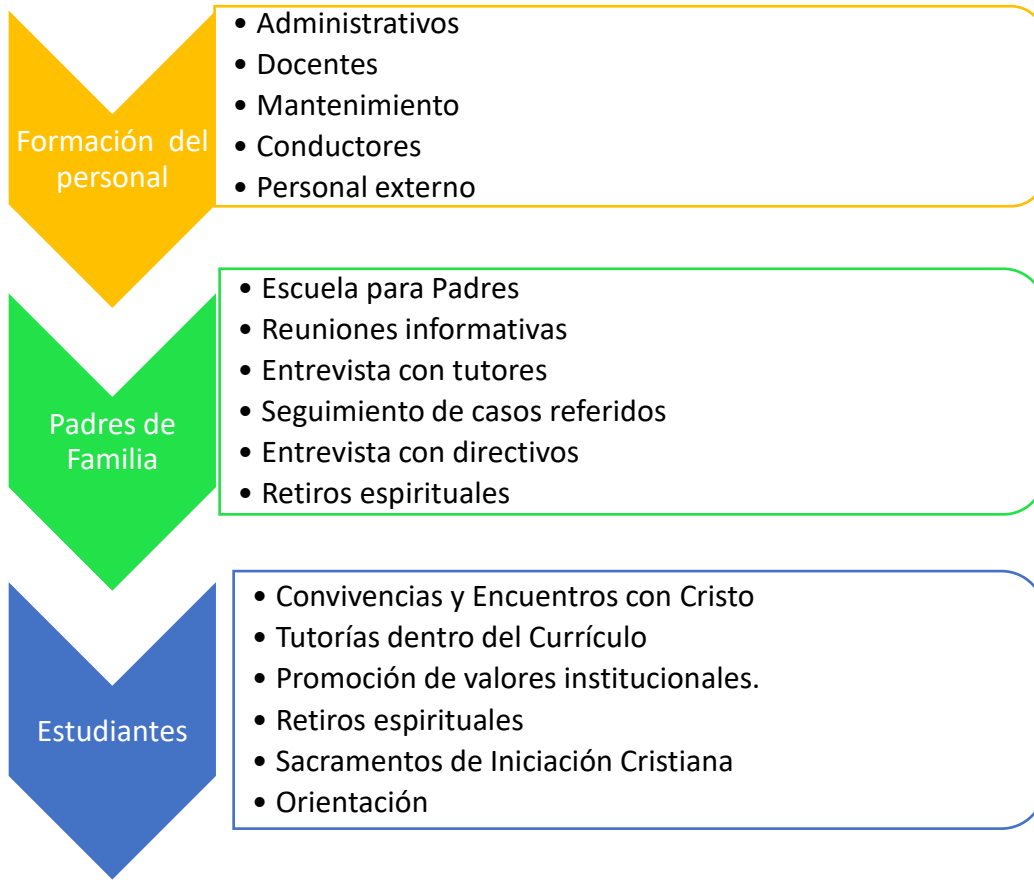 Formación del
personal
• Administrativos
• Docentes
• Mantenimiento
• Conductores
• Personal externo
Padres de
Familia
• Escuela para Padres
• Reuniones informativas
• Entrevista con tutores
• Seguimiento de casos referidos
• Entrevista con directivos
• Retiros espirituales
Estudiantes
• Convivencias y Encuentros con Cristo
• Tutorías dentro del Currículo
• Promoción de valores institucionales.
• Retiros espirituales
• Sacramentos de Iniciación Cristiana
• Orientación